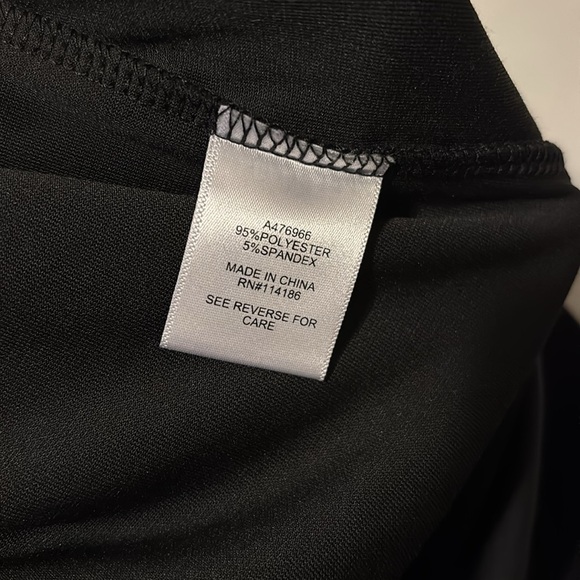 A476966
95%POLYESTER
5%SPANDEX
MADE IN CHINA
RN#114186
SEE REVERSE FOR
CARE